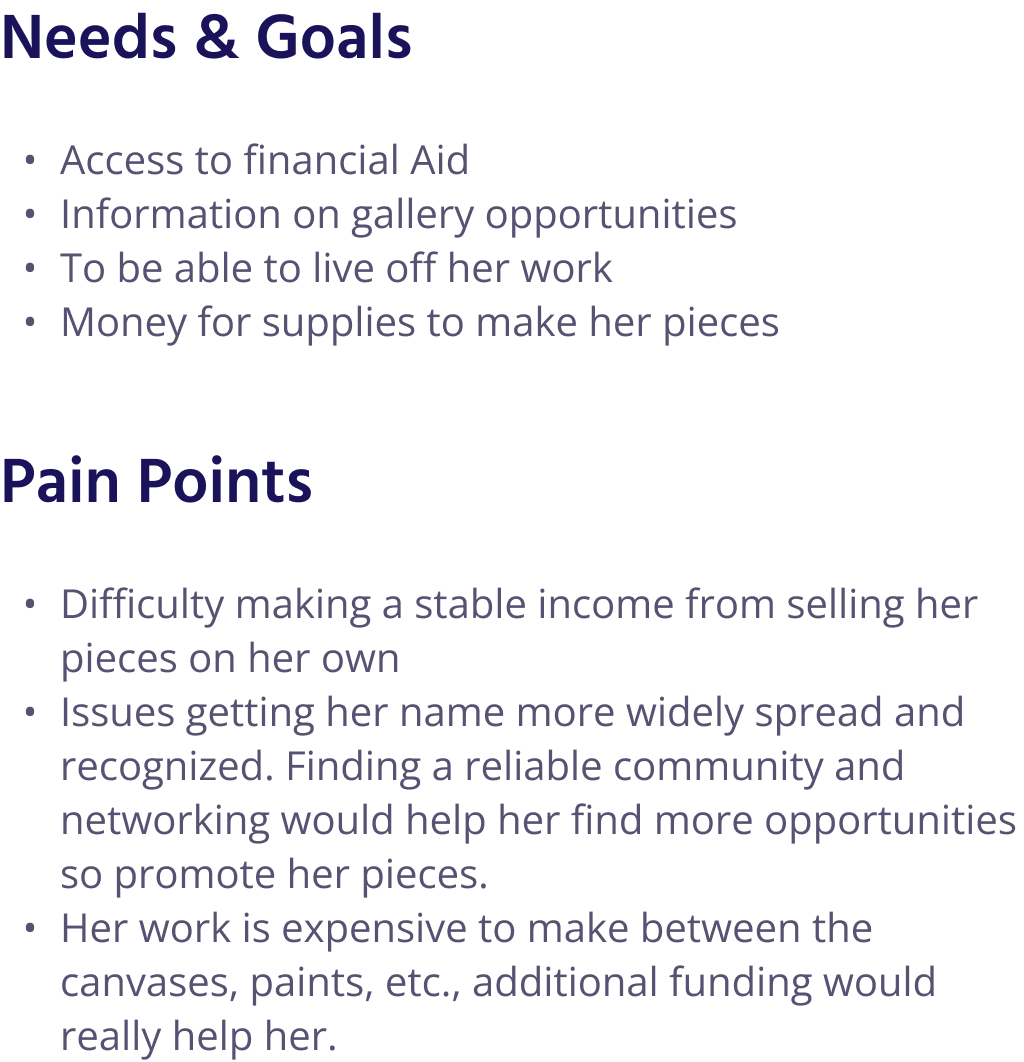 Needs & Goals
• Access to financial Aid
• Information on gallery opportunities
• To be able to live off her work
• Money for supplies to make her pieces
Pain Points
• Difficulty making a stable income from selling her
pieces on her own
• Issues getting her name more widely spread and
recognized. Finding a reliable community and
networking would help her find more opportunities
so promote her pieces.
• Her work is expensive to make between the
canvases, paints, etc., additional funding would
really help her.